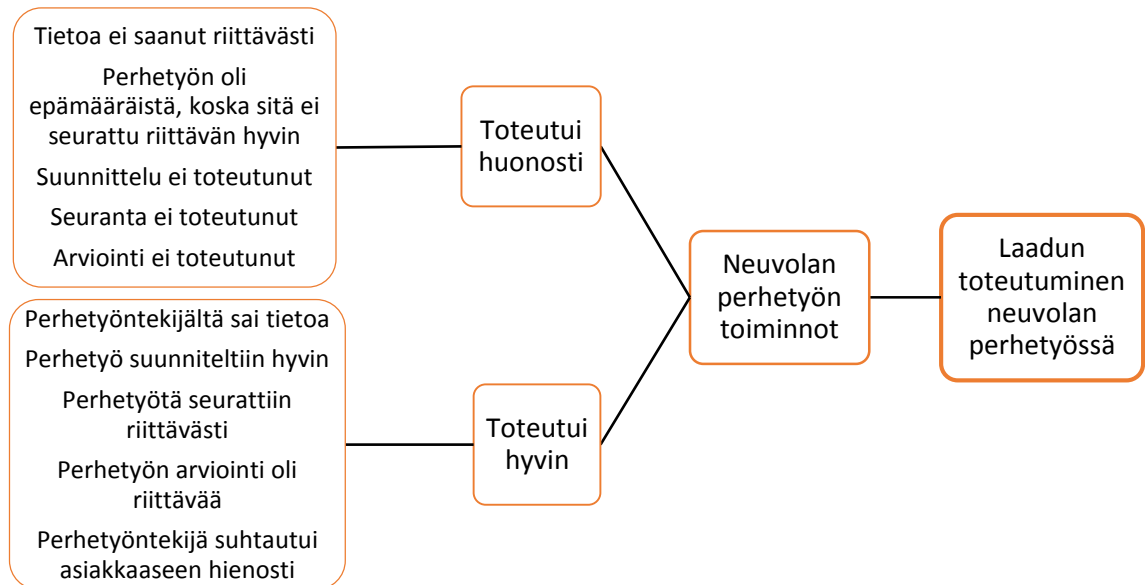 Tietoa ei saanut riittävästi
Perhetyön oli
epämääräistä, koska sitä ei
seurattu riittävän hyvin
Suunnittelu ei toteutunut
Seuranta ei toteutunut
Arviointi ei toteutunut
Toteutui
huonosti
Perhetyöntekijältä sai tietoa
Perhetyö suunniteltiin hyvin
Perhetyötä seurattiin
riittävästi
Perhetyön arviointi oli
riittävää
Perhetyöntekijä suhtautui
asiakkaaseen hienosti
Toteutui
hyvin
Neuvolan
perhetyön
toiminnot
Laadun
toteutuminen
neuvolan
perhetyössä